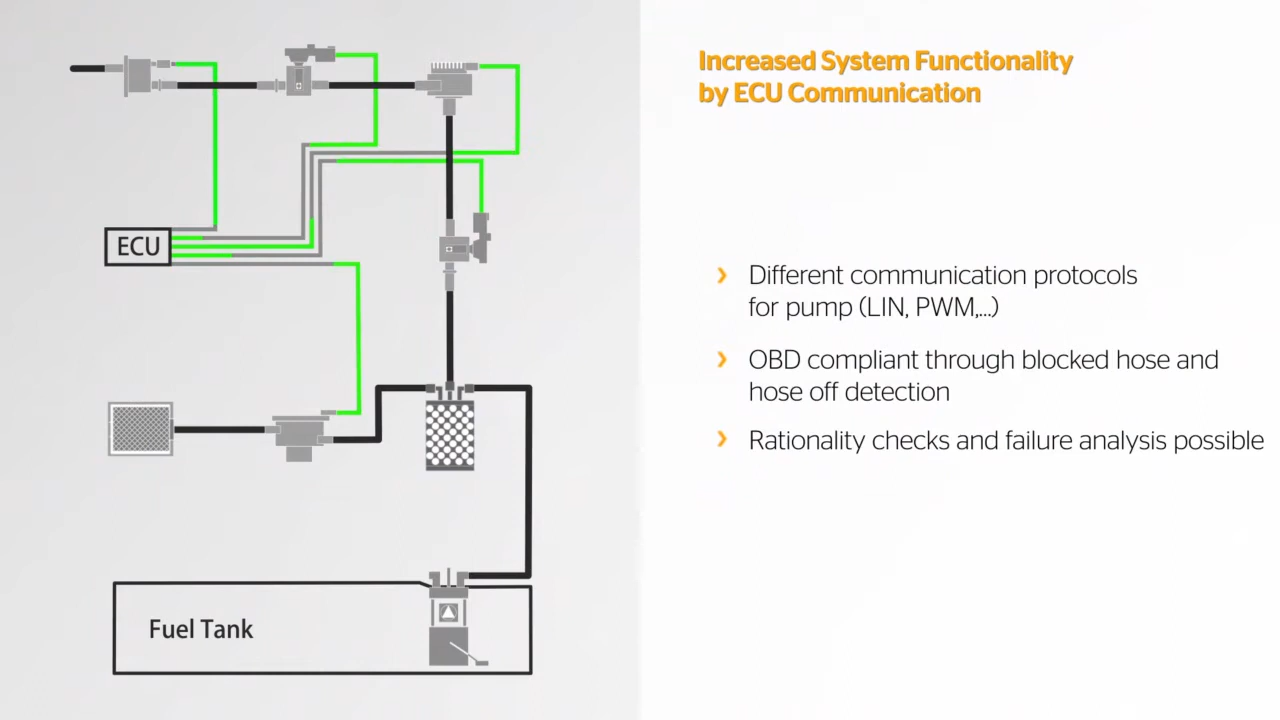 Increased System Functionality
by ECU Communication
ECU
Different communication protocols
for pump (LIN, PWM,...)
OBD compliant through blocked hose and
hose off detection
Rationality checks and failure analysis possible
Fuel Tank